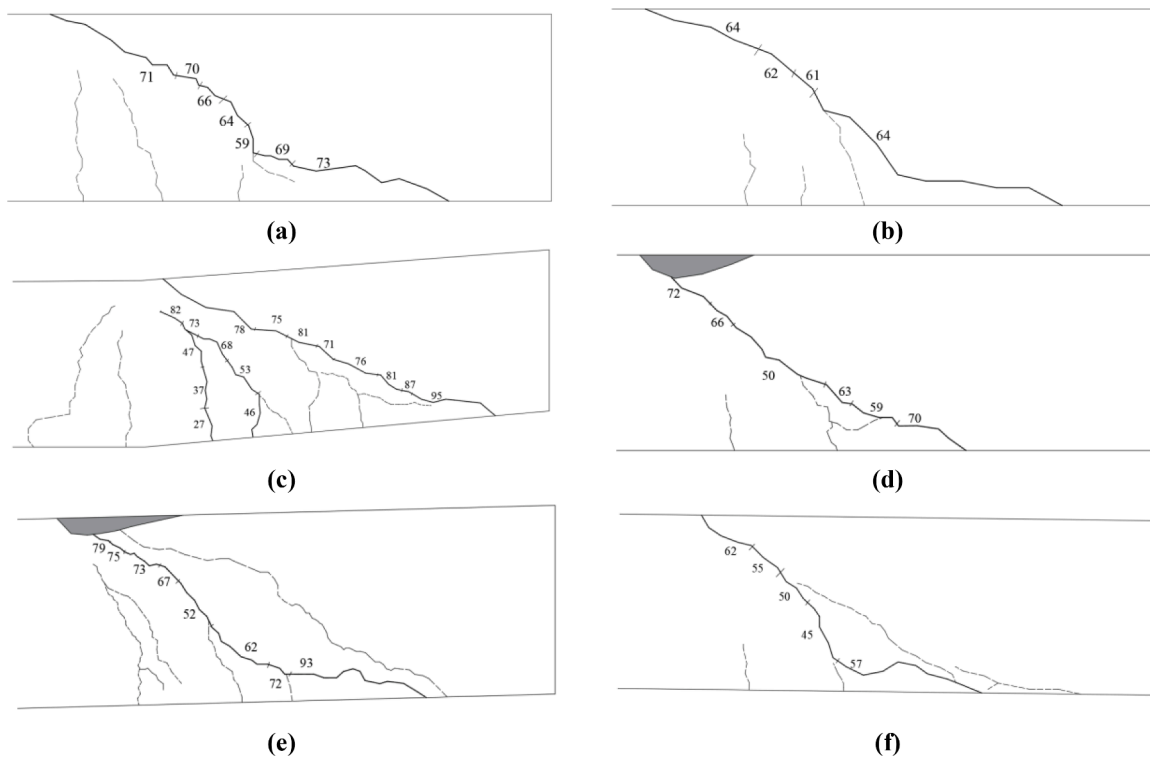 71 70 66 64 59 69 73
(a)
64 62 61 64
(b)
82 73 47 37 27 68 53 46 78 75 81 71 76 81 87 95
(c)
72 66 50 63 59 70
(d)
79 75 73 67 52 62 72 93
(e)
62 55 50 45 57
(f)